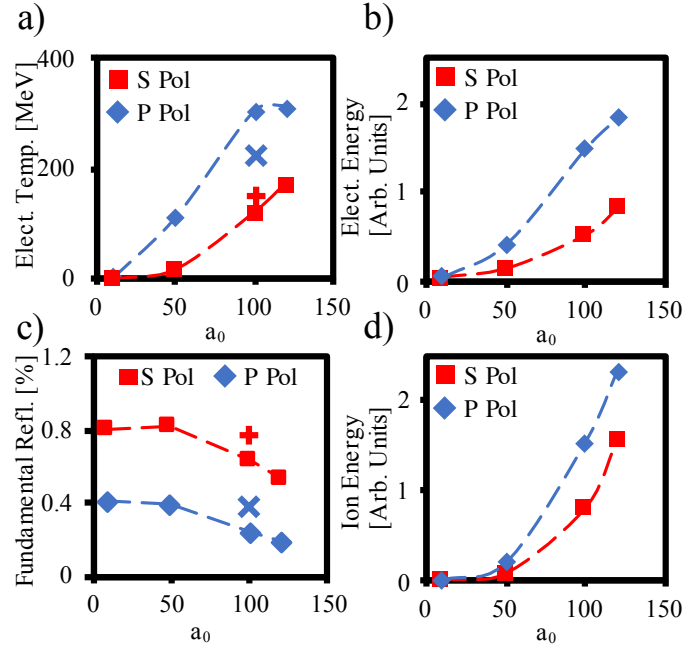 a)
Elect. Temp. [MeV]
400
200
0
S Pol
P Pol
0 50 100 150
a₀
b)
Elect. Energy
[Arb. Units]
2
1
0
S Pol
P Pol
0 50 100 150
a₀
c)
Fundamental Refl. [%]
1.2
0.8
0.4
0
S Pol P Pol
0 50 100 150
a₀
d)
Ion Energy
[Arb. Units]
2
1
0
S Pol
P Pol
0 50 100 150
a₀